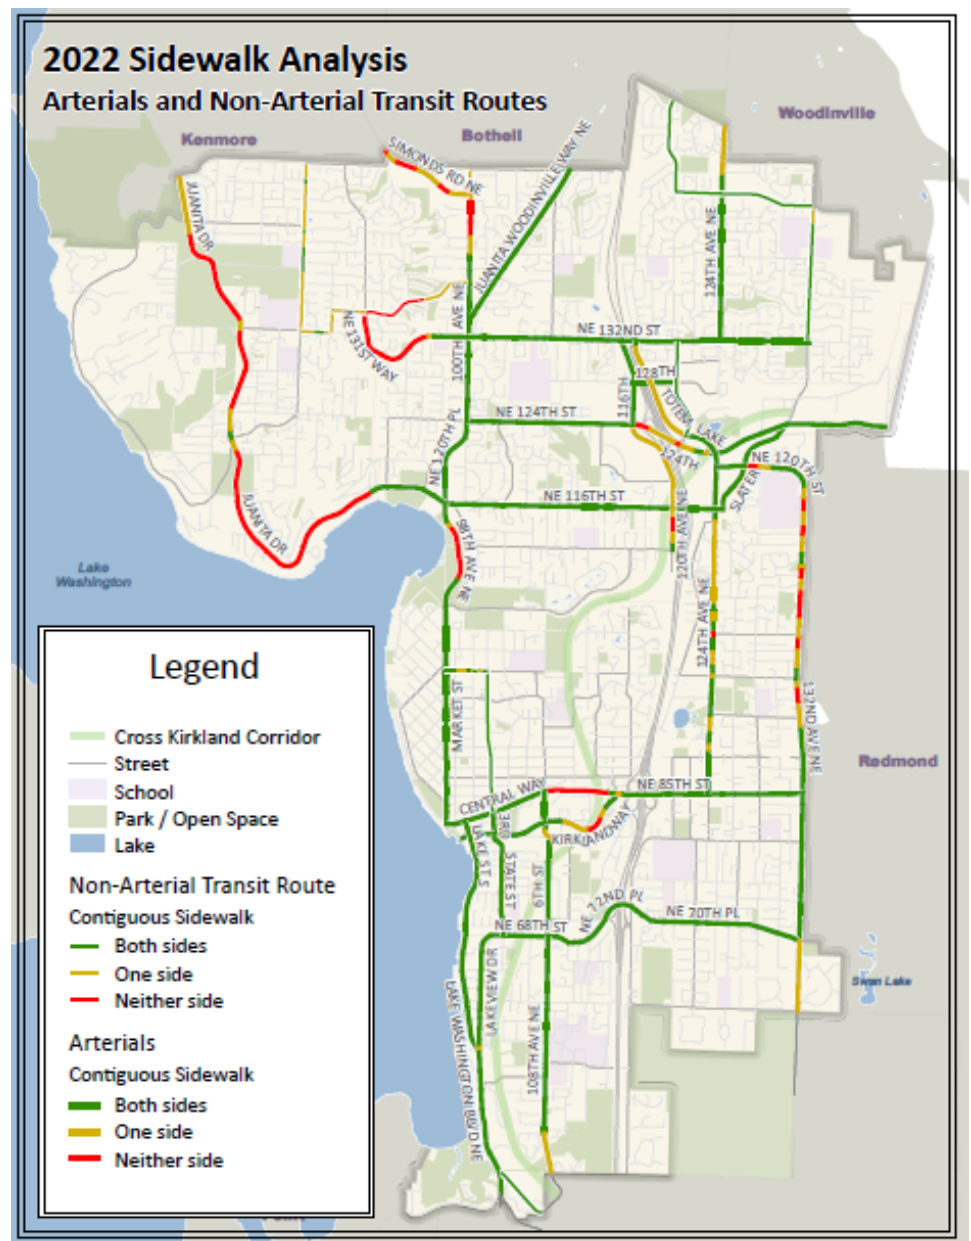 2022 Sidewalk Analysis
Arterials and Non-Arterial Transit Routes
Kenmore
Bothell
Woodinville
SIMONDS RD NE
JUANITA WOODINVILLE WAY NE
JUANITA DR
124TH AVE NE
100TH AVE NE
NE 131ST WAY
NE 132ND ST
128TH
116TH
TOTEM LAKE
NE 124TH ST
124TH
NE 120TH PL
NE 120TH ST
SLATER
NE 116TH ST
JUANITA DR
98TH AVE NE
120TH AVE NE
Lake
Washington
124TH AVE NE
132ND AVE NE
MARKET ST
Redmond
CENTRAL WAY
NE 85TH ST
3RD
KIRKLAND WAY
LAKE ST S
STATE ST
6TH ST
NE 72ND PL
NE 70TH PL
NE 68TH ST
LAKEVIEW DR
Swan Lake
LAKE WASHINGTON BLVD NE
108TH AVE NE
Legend
Cross Kirkland Corridor
Street
School
Park / Open Space
Lake
Non-Arterial Transit Route
Contiguous Sidewalk
Both sides
One side
Neither side
Arterials
Contiguous Sidewalk
Both sides
One side
Neither side